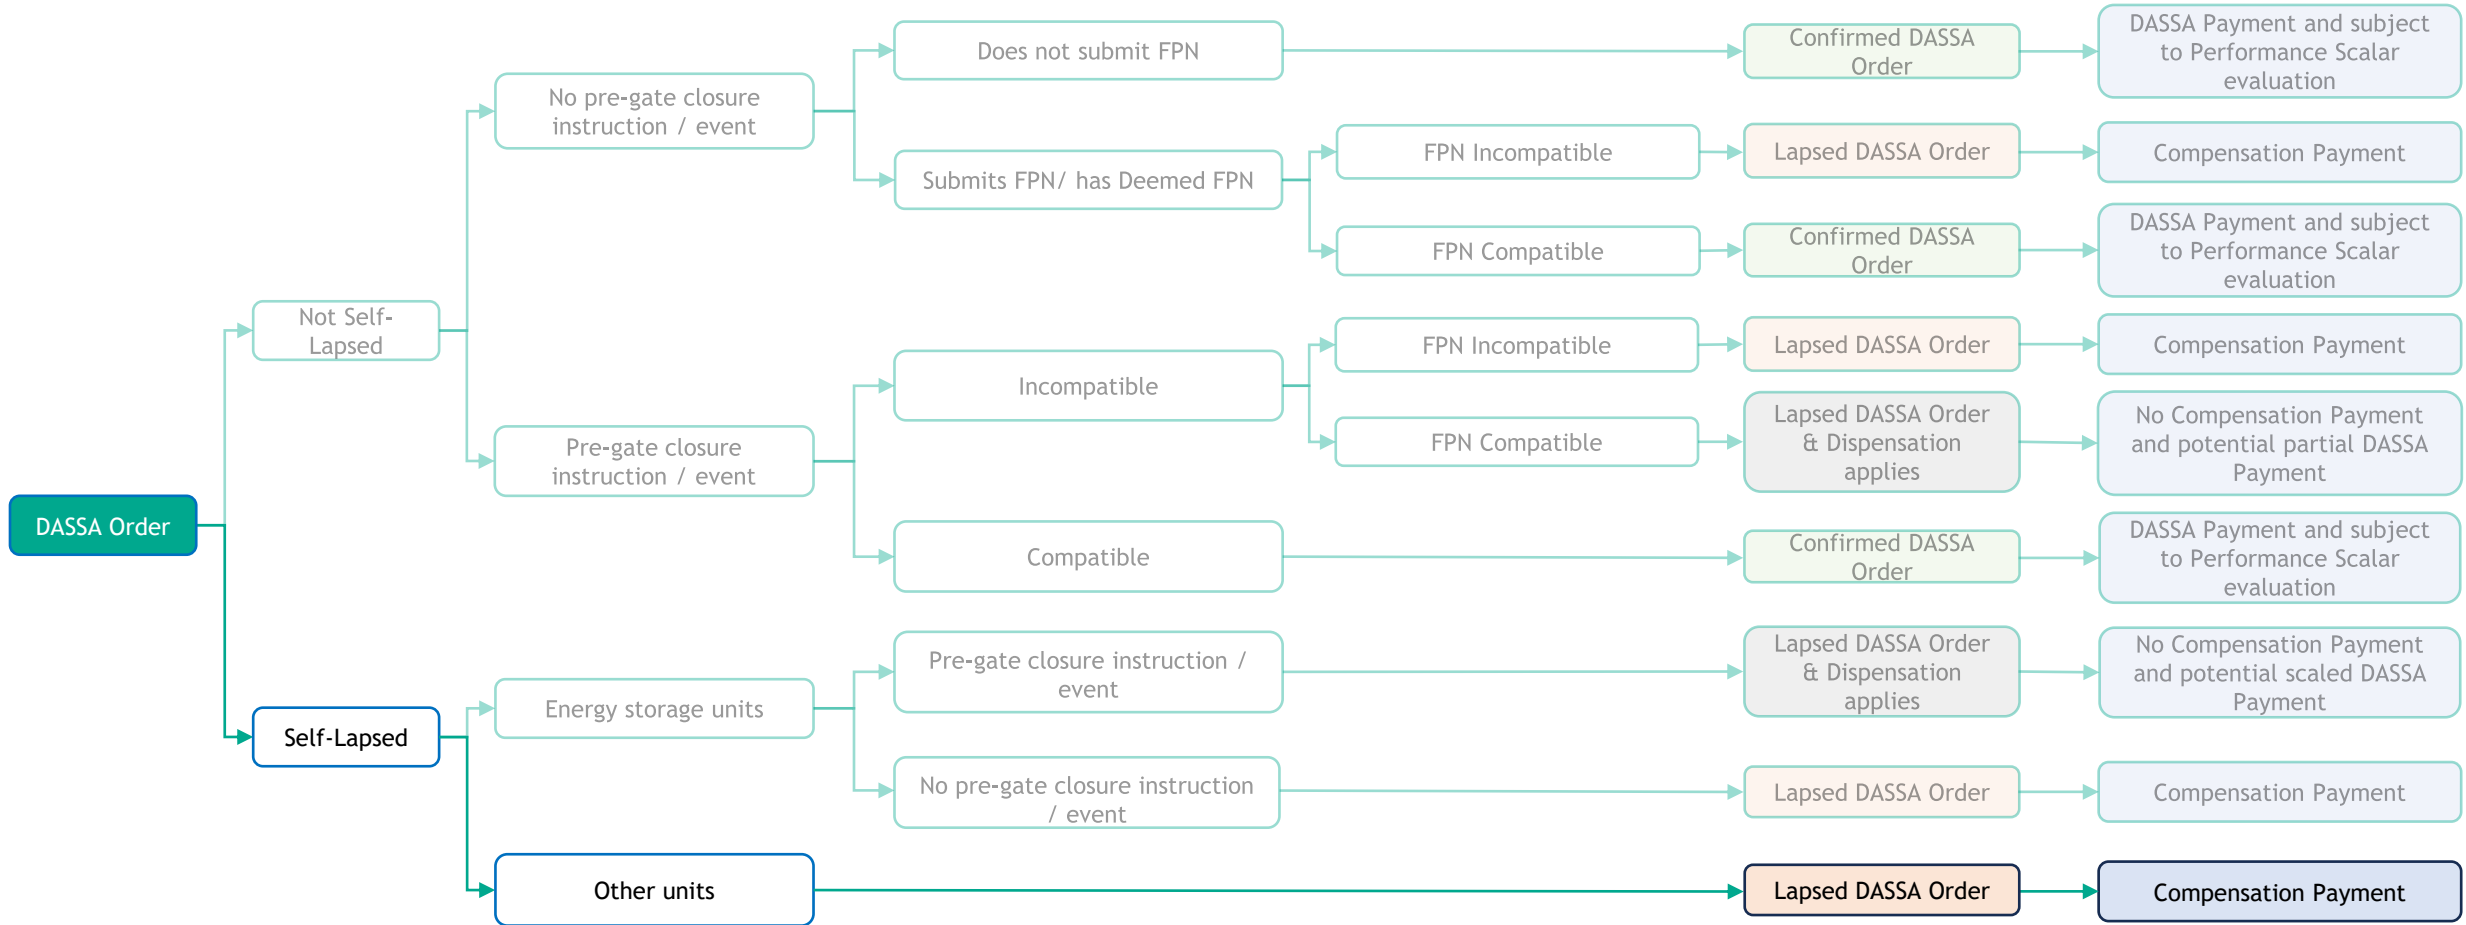 DASSA Order
Not Self-
Lapsed
Self-Lapsed
No pre-gate closure
instruction / event
Pre-gate closure
instruction / event
Energy storage units
Other units
Does not submit FPN
Submits FPN/ has Deemed FPN
Incompatible
Compatible
Pre-gate closure instruction /
event
No pre-gate closure instruction
/ event
FPN Incompatible
FPN Compatible
FPN Incompatible
FPN Compatible
Confirmed DASSA
Order
Lapsed DASSA Order
Confirmed DASSA
Order
Lapsed DASSA Order
Lapsed DASSA Order
& Dispensation
applies
Confirmed DASSA
Order
Lapsed DASSA Order
& Dispensation
applies
Lapsed DASSA Order
Lapsed DASSA Order
DASSA Payment and subject
to Performance Scalar
evaluation
Compensation Payment
DASSA Payment and subject
to Performance Scalar
evaluation
Compensation Payment
No Compensation Payment
and potential partial DASSA
Payment
DASSA Payment and subject
to Performance Scalar
evaluation
No Compensation Payment
and potential scaled DASSA
Payment
Compensation Payment
Compensation Payment